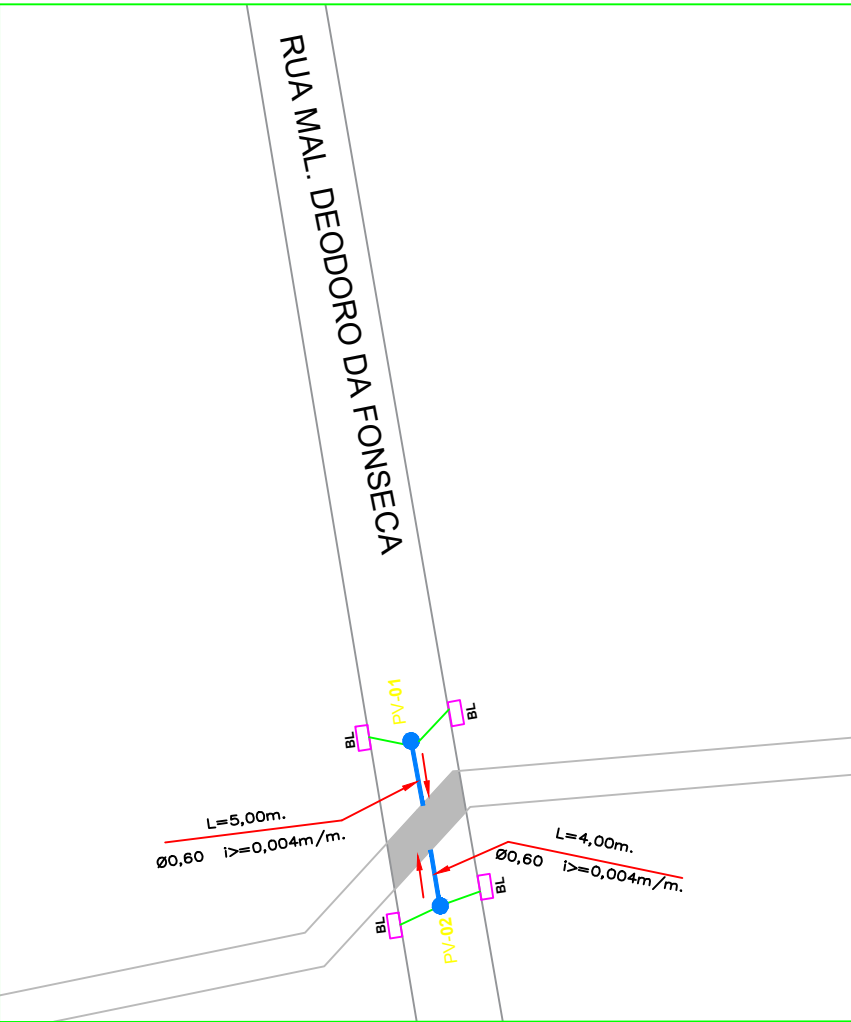 RUA MAL. DEODORO DA FONSECA
PV-01
BL
BL
L=5,00m.
Ø0,60 i>=0,004m/m.
L=4,00m.
Ø0,60 i>=0,004m/m.
BL
BL
PV-02